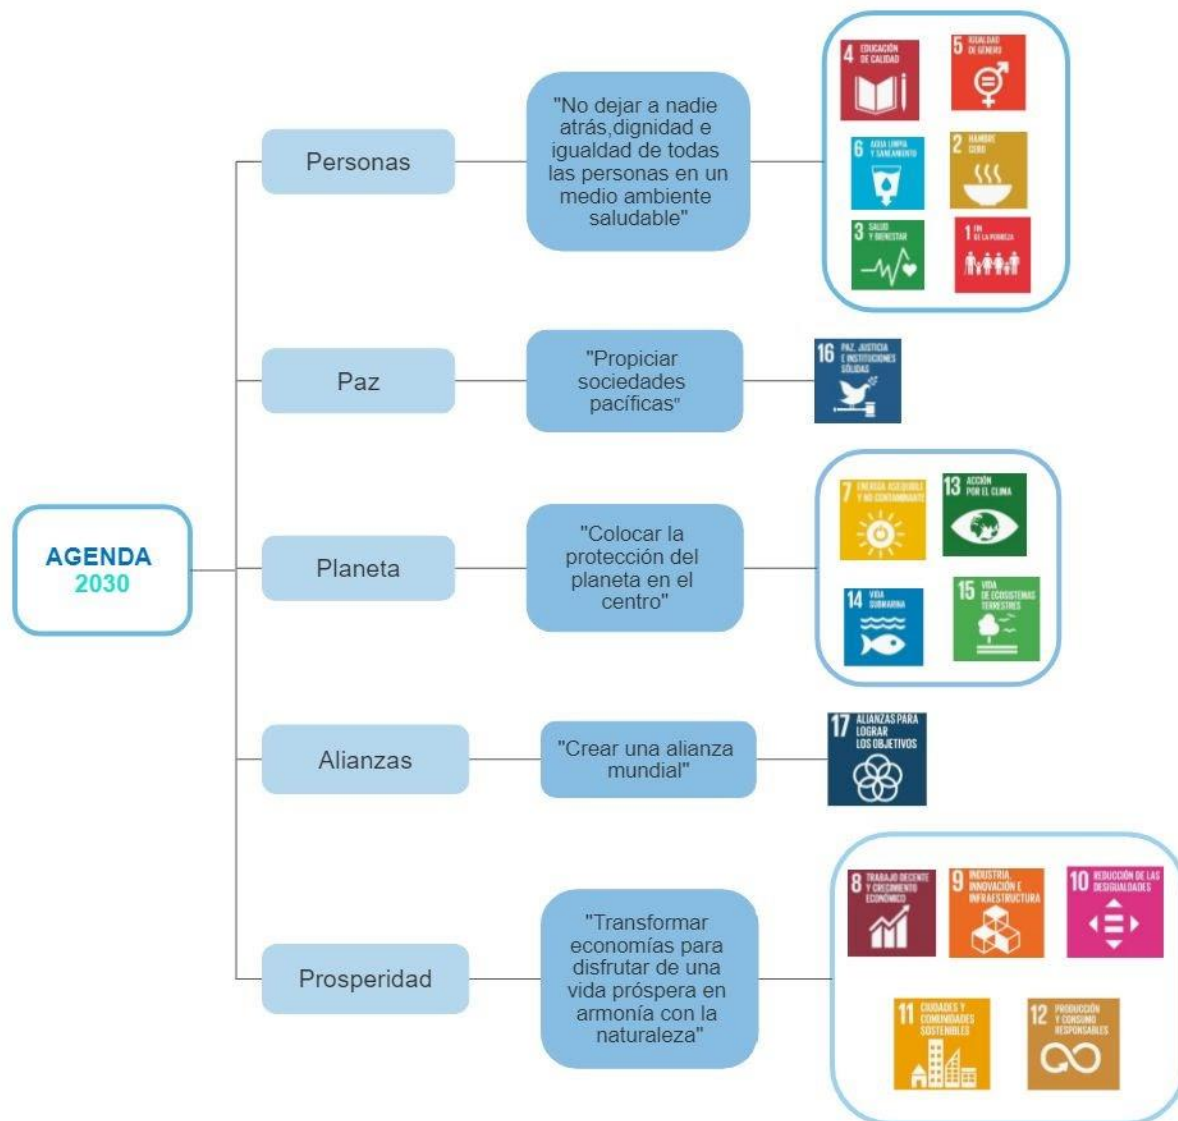 AGENDA
2030
Personas
"No dejar a nadie
atrás,dignidad e
igualdad de todas
las personas en un
medio ambiente
saludable"
4 EDUCACIÓN
DE CALIDAD
5 IGUALDAD
DE GÉNERO
6 AGUA LIMPIA
Y SANEAMIENTO
2 HAMBRE
CERO
3 SALUD
Y BIENESTAR
1 FIN
DE LA POBREZA
Paz
"Propiciar
sociedades
pacíficas"
16 PAZ, JUSTICIA
E INSTITUCIONES
SÓLIDAS
Planeta
"Colocar la
protección del
planeta en el
centro"
7 ENERGÍA ASEQUIBLE
Y NO CONTAMINANTE
13 ACCIÓN
POR EL CLIMA
14 VIDA
SUBMARINA
15 VIDA
DE ECOSISTEMAS
TERRESTRES
Alianzas
"Crear una alianza
mundial"
17 ALIANZAS PARA
LOGRAR
LOS OBJETIVOS
Prosperidad
"Transformar
economías para
disfrutar de una
vida próspera en
armonía con la
naturaleza"
8 TRABAJO DECENTE
Y CRECIMIENTO
ECONÓMICO
9 INDUSTRIA,
INNOVACIÓN E
INFRAESTRUCTURA
10 REDUCCIÓN DE LAS
DESIGUALDADES
11 CIUDADES Y
COMUNIDADES
SOSTENIBLES
12 PRODUCCIÓN
Y CONSUMO
RESPONSABLES